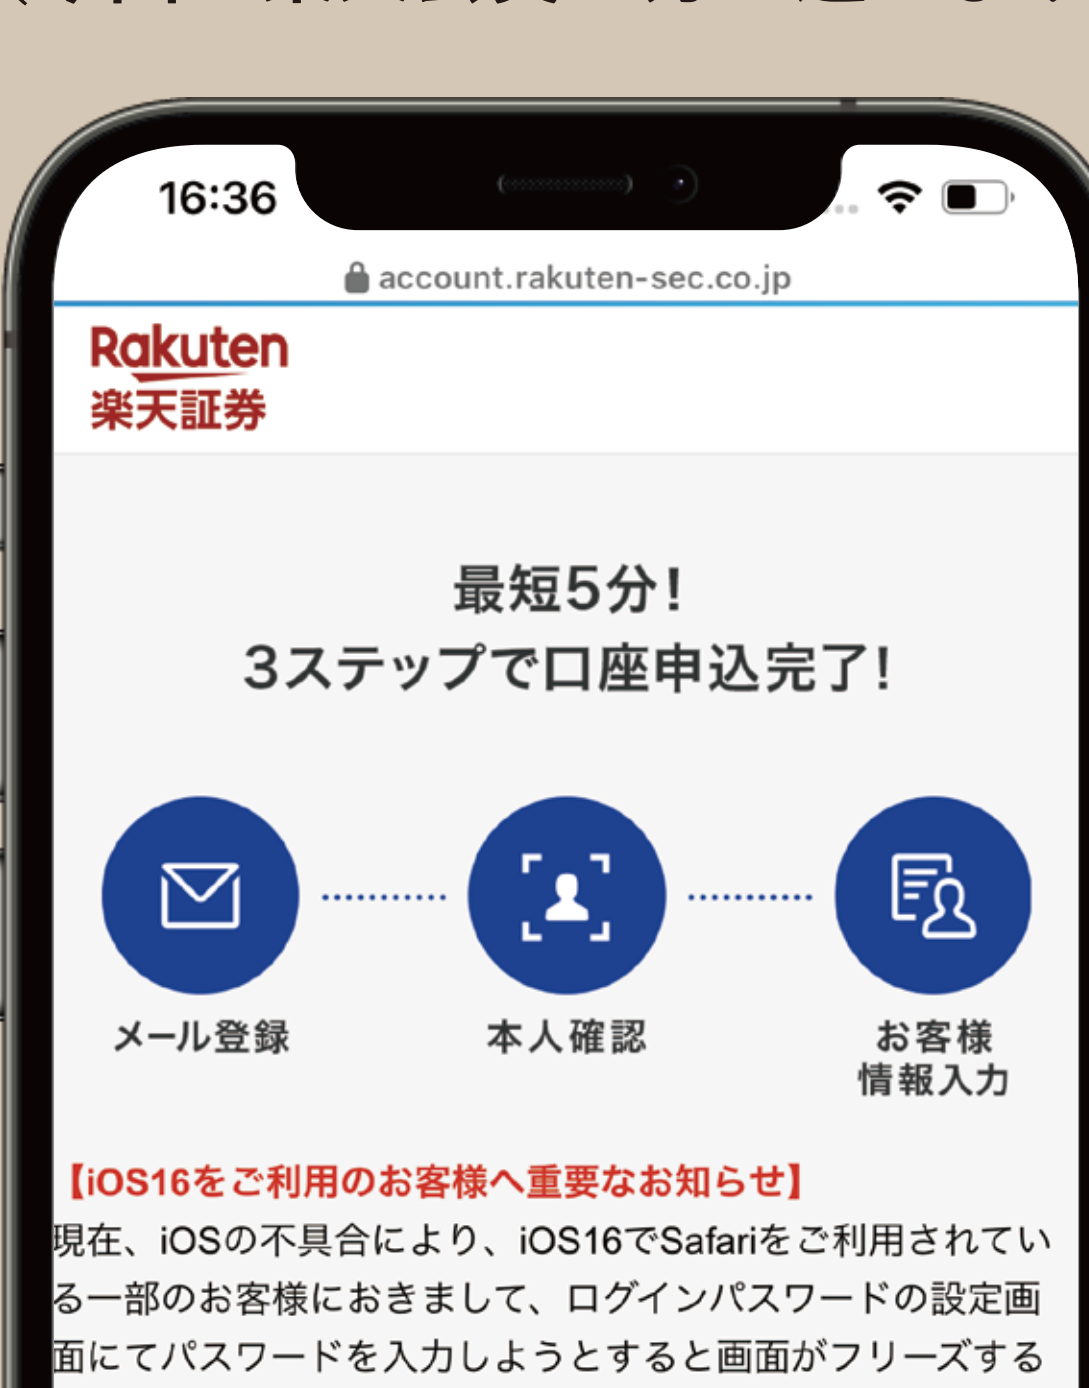 16:36
account.rakuten-sec.co.jp
Rakuten
楽天証券
最短5分!
3ステップで口座申込完了!
メール登録
本人確認
お客様
情報入力
【iOS16をご利用のお客様へ重要なお知らせ】
現在、iOSの不具合により、iOS16でSafariをご利用されてい
る一部のお客様におきまして、ログインパスワードの設定画
面にてパスワードを入力しようとすると画面がフリーズする